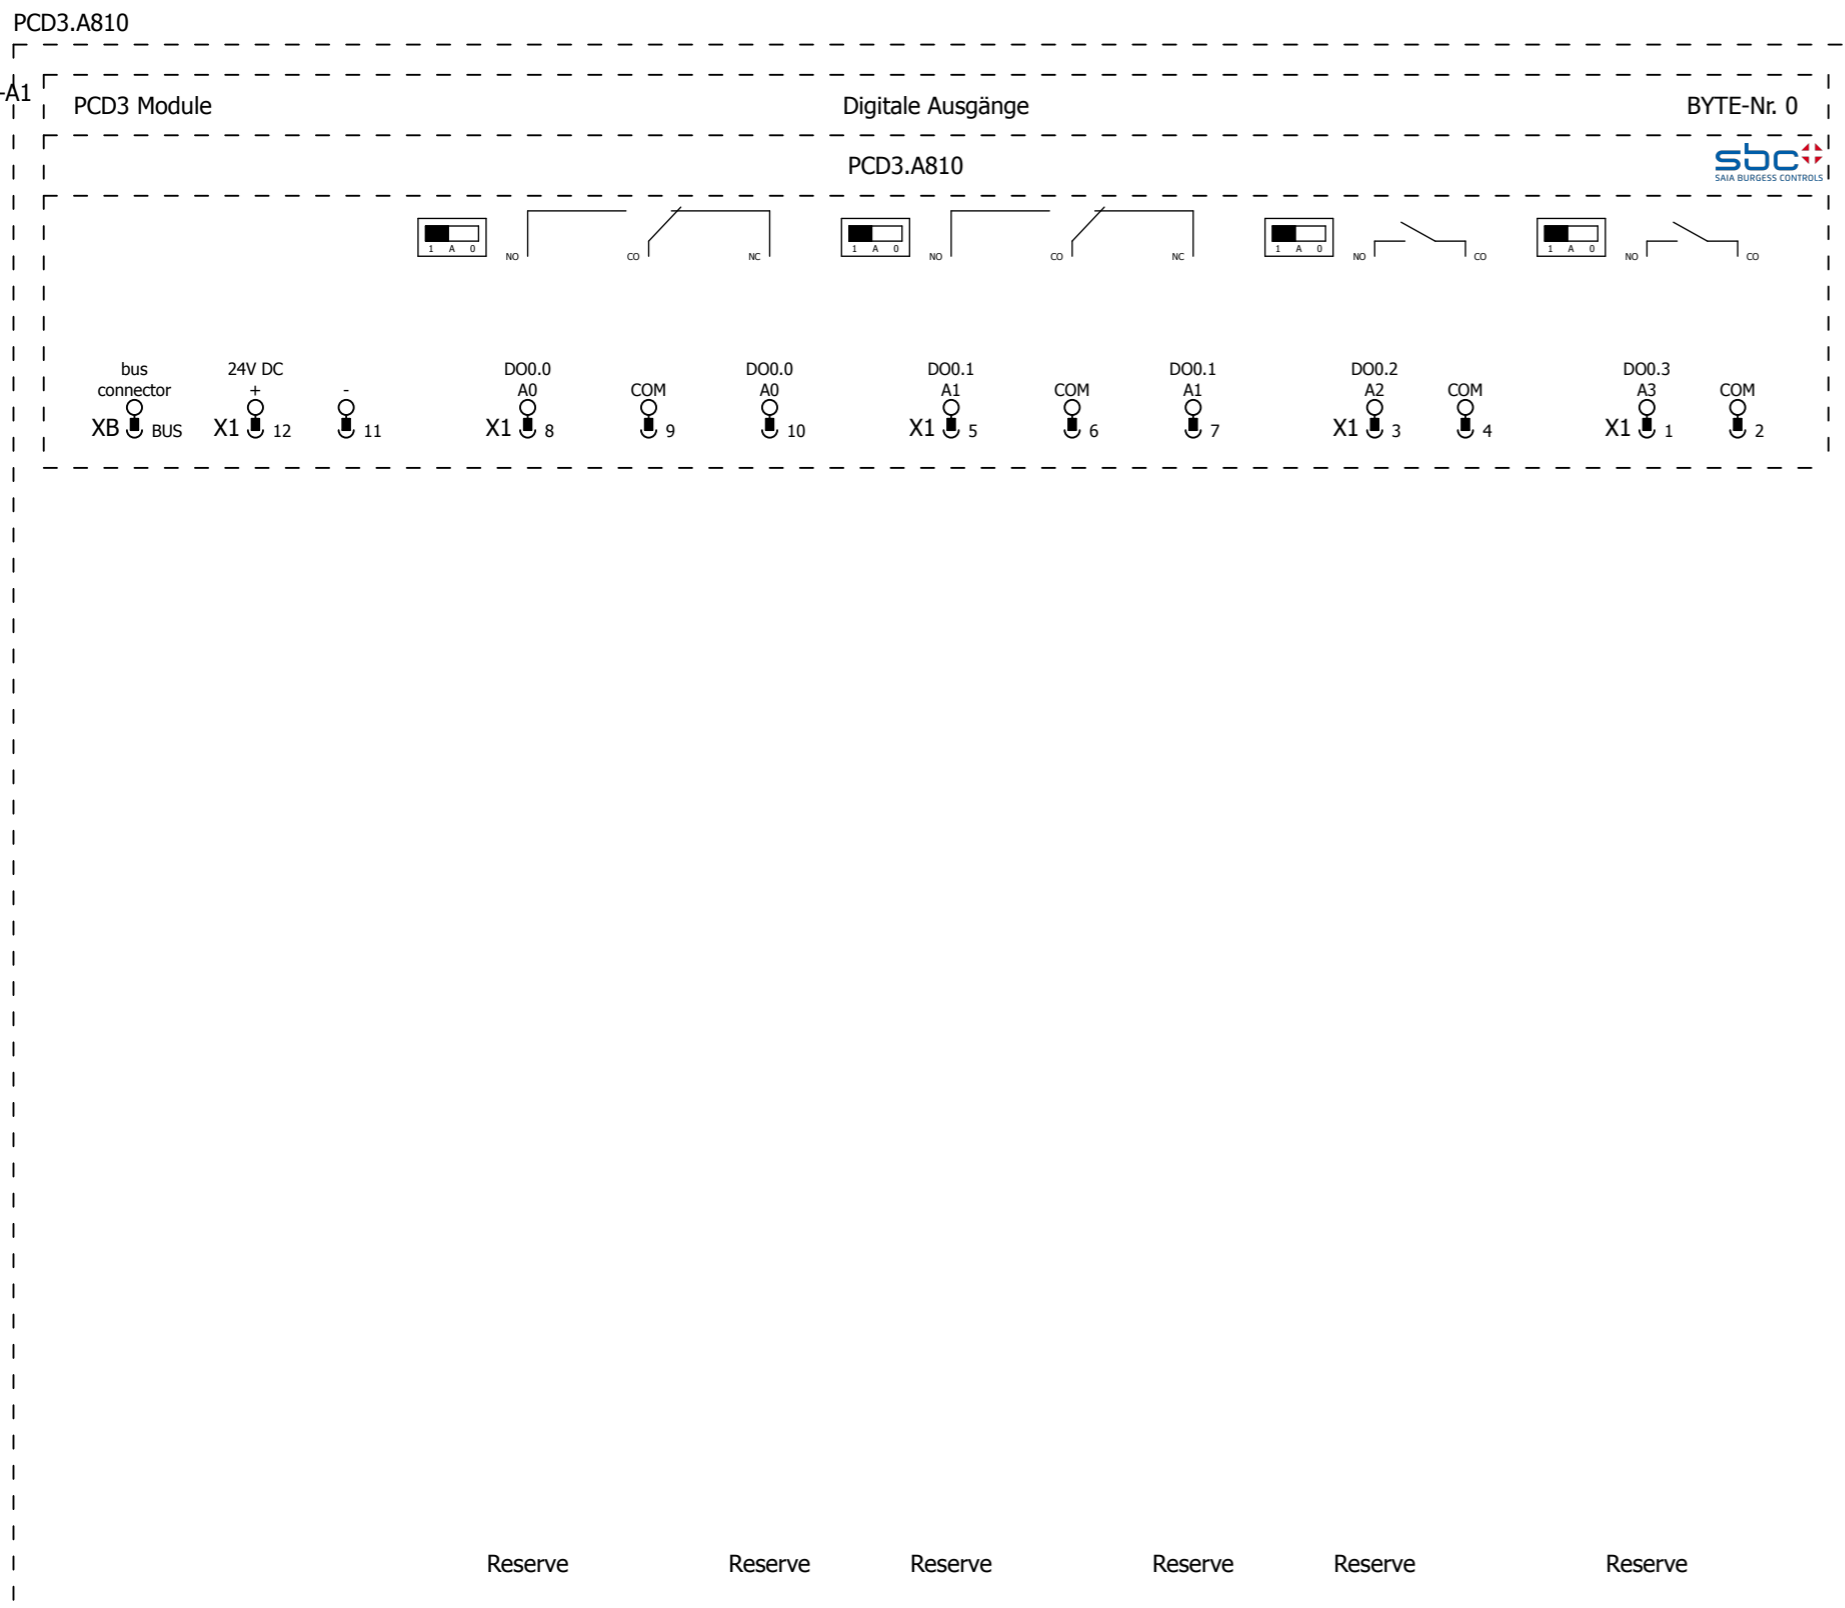 PCD3.A810
-A1
PCD3 Module Digitale Ausgänge BYTE-Nr. 0
PCD3.A810
sbc
SAIA BURGESS CONTROLS
1 A 0 NO CO NC 1 A 0 NO CO NC 1 A 0 NO CO 1 A 0 NO CO
bus 24V DC DO0.0 DO0.0 DO0.1 DO0.1 DO0.2 DO0.3
connector + - A0 COM A0 A1 COM A1 A2 COM A3 COM
XB BUS X1 12 11 X1 8 9 10 X1 5 6 7 X1 3 4 X1 1 2
Reserve Reserve Reserve Reserve Reserve Reserve